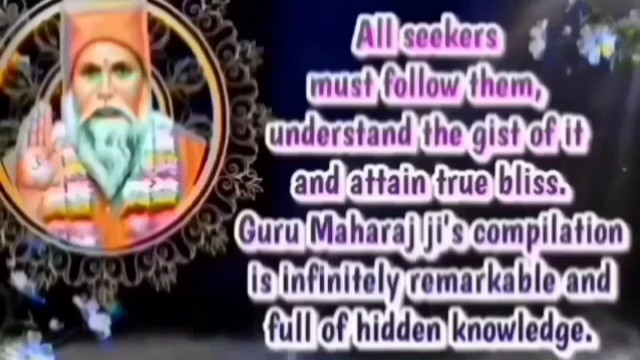 All seekers
must follow them,
understand the gist of it
and attain true bliss.
Guru Maharaj ji's compilation
is infinitely remarkable and
full of hidden knowledge.